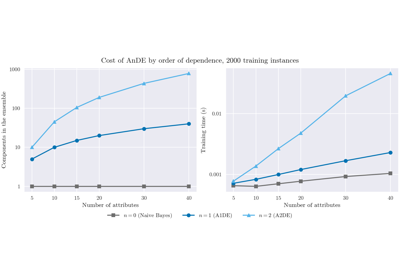 Cost of AnDE by order of dependence, 2000 training instances
Components in the ensemble
1000
100
10
1
5 10 15 20 30 40
Number of attributes
Training time (s)
0.01
0.001
5 10 15 20 30 40
Number of attributes
n = 0 (Naive Bayes) n = 1 (A1DE) n = 2 (A2DE)